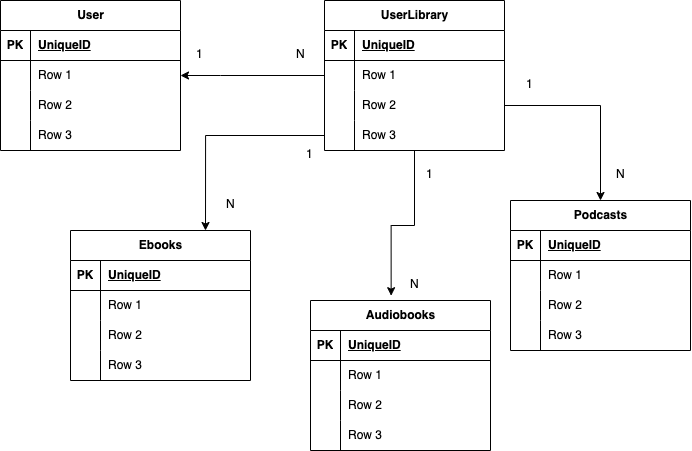 User
PK UniqueID
Row 1
Row 2
Row 3
UserLibrary
PK UniqueID
Row 1
Row 2
Row 3
1 N
1
1
1
N
N
N
Podcasts
PK UniqueID
Row 1
Row 2
Row 3
Ebooks
PK UniqueID
Row 1
Row 2
Row 3
Audiobooks
PK UniqueID
Row 1
Row 2
Row 3